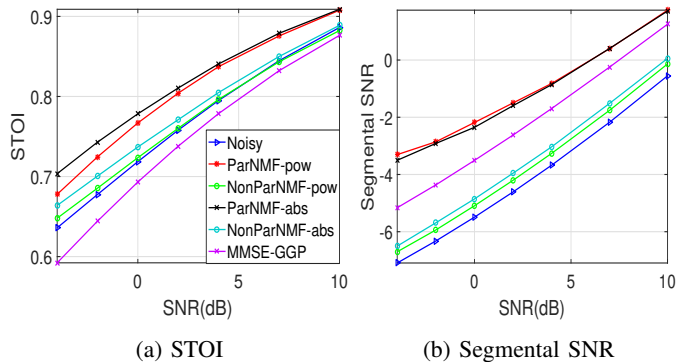 0.9
0.8
0.7
0.6
STOI
Noisy
ParNMF-pow
NonParNMF-pow
ParNMF-abs
NonParNMF-abs
MMSE-GGP
0
5
10
SNR(dB)
(a) STOI
0
-2
-4
-6
Segmental SNR
0
5
10
SNR(dB)
(b) Segmental SNR